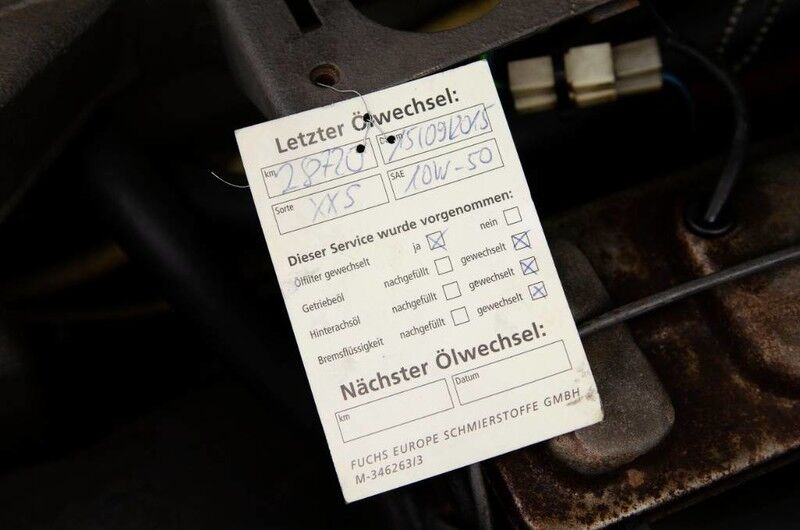 Letzter Ölwechsel:
km 28720 Datum 15/09/2015
Sorte XXS SAE 10W-50
Dieser Service wurde vorgenommen:
Ölfilter gewechselt ja nein
Getriebeöl nachgefüllt gewechselt
Hinterachsöl nachgefüllt gewechselt
Bremsflüssigkeit nachgefüllt gewechselt
Nächster Ölwechsel:
km Datum
FUCHS EUROPE SCHMIERSTOFFE GMBH
M-346263/3